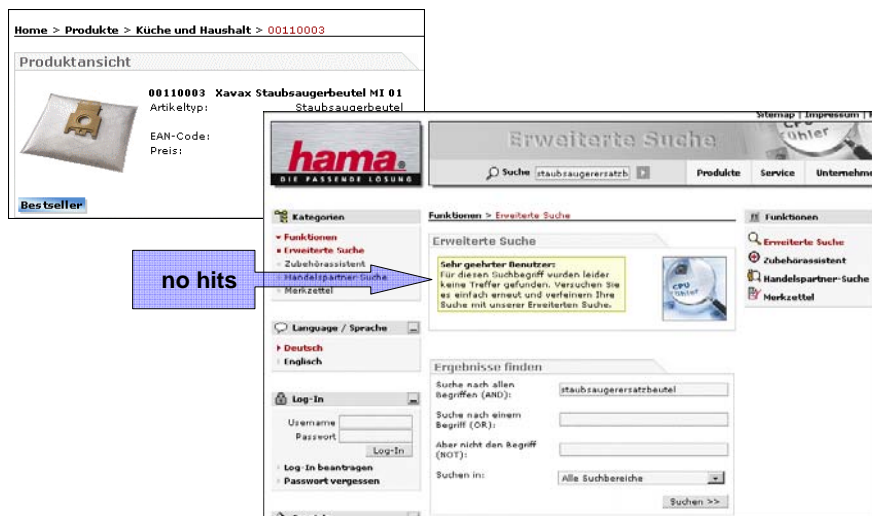 Home > Produkte > Küche und Haushalt > 00110003
Produktansicht
00110003 Xavax Staubsaugerbeutel MI 01
Artikeltyp: Staubsaugerbeutel
EAN-Code:
Preis:
Bestseller
no hits
Sitemap | Impressum |
hama
DIE PASSENDE LÖSUNG
Erweiterte Suche
Suche staubsaugerersatzb
Produkte Service Unternehme
Kategorien
Funktionen
Erweiterte Suche
Zubehörassistent
Handelspartner-Suche
Merkzettel
Language / Sprache
Deutsch
Englisch
Log-In
Username
Passwort
Log-In
Log-In beantragen
Passwort vergessen
Funktionen > Erweiterte Suche
Erweiterte Suche
Sehr geehrter Benutzer:
Für diesen Suchbegriff wurden leider
keine Treffer gefunden. Versuchen Sie
es einfach erneut und verfeinern Ihre
Suche mit unserer Erweiterten Suche.
Ergebnisse finden
Suche nach allen
Begriffen (AND):
staubsaugerersatzbeutel
Suche nach einem
Begriff (OR):
Aber nicht den Begriff
(NOT):
Suchen in:
Alle Suchbereiche
Suchen >>
Funktionen
Erweiterte Suche
Zubehörassistent
Handelspartner-Suche
Merkzettel